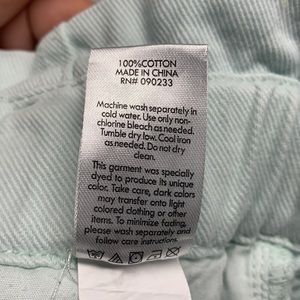 100%COTTON
MADE IN CHINA
RN# 090233
Machine wash separately in
cold water. Use only non-
chlorine bleach as needed.
Tumble dry low. Cool iron
as needed. Do not dry
clean.
This garment was specially
dyed to produce its unique
color. Take care, dark colors
may transfer onto light
colored clothing or other
items. To minimize fading,
please wash separately and
follow care instructions.